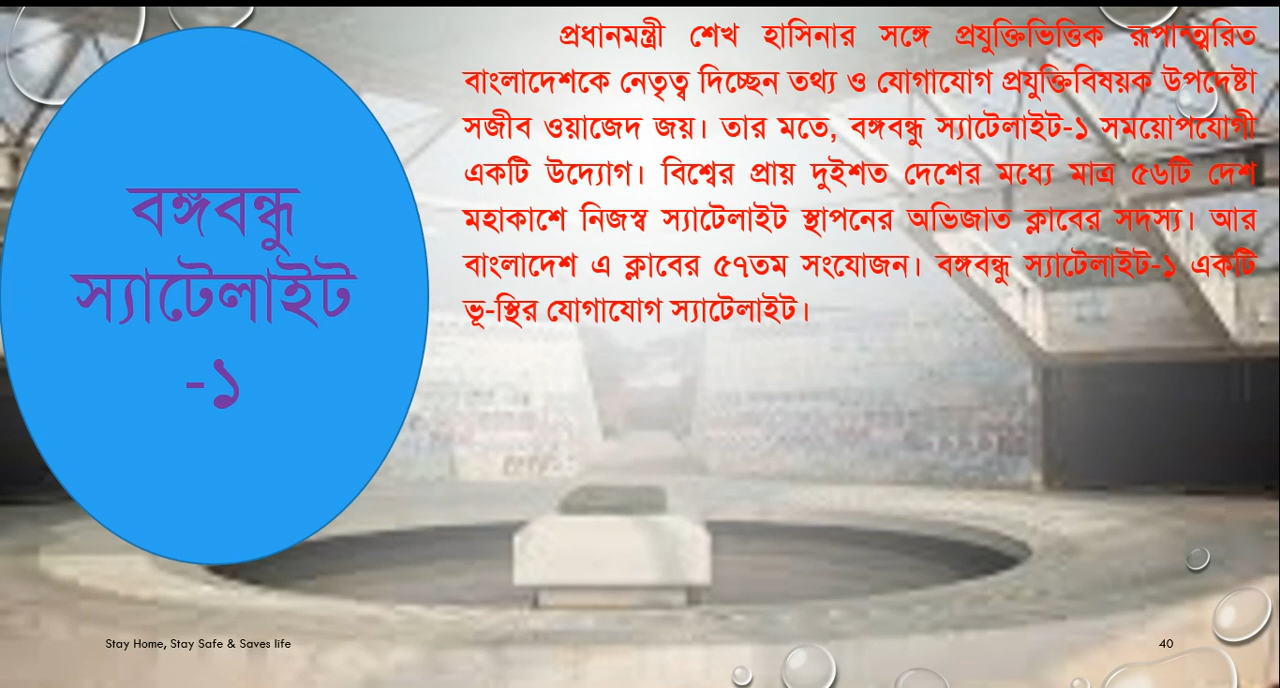 বঙ্গবন্ধু
স্যাটেলাইট
-১
প্রধানমন্ত্রী শেখ হাসিনার সঙ্গে প্রযুক্তিভিত্তিক রূপান্ত্মরিত
বাংলাদেশকে নেতৃত্ব দিচ্ছেন তথ্য ও যোগাযোগ প্রযুক্তিবিষয়ক উপদেষ্টা
সজীব ওয়াজেদ জয়। তার মতে, বঙ্গবন্ধু স্যাটেলাইট-১ সময়োপযোগী
একটি উদ্যোগ। বিশ্বের প্রায় দুইশত দেশের মধ্যে মাত্র ৫৬টি দেশ
মহাকাশে নিজস্ব স্যাটেলাইট স্থাপনের অভিজাত ক্লাবের সদস্য। আর
বাংলাদেশ এ ক্লাবের ৫৭তম সংযোজন। বঙ্গবন্ধু স্যাটেলাইট-১ একটি
ভূ-স্থির যোগাযোগ স্যাটেলাইট।
Stay Home, Stay Safe & Saves life
40